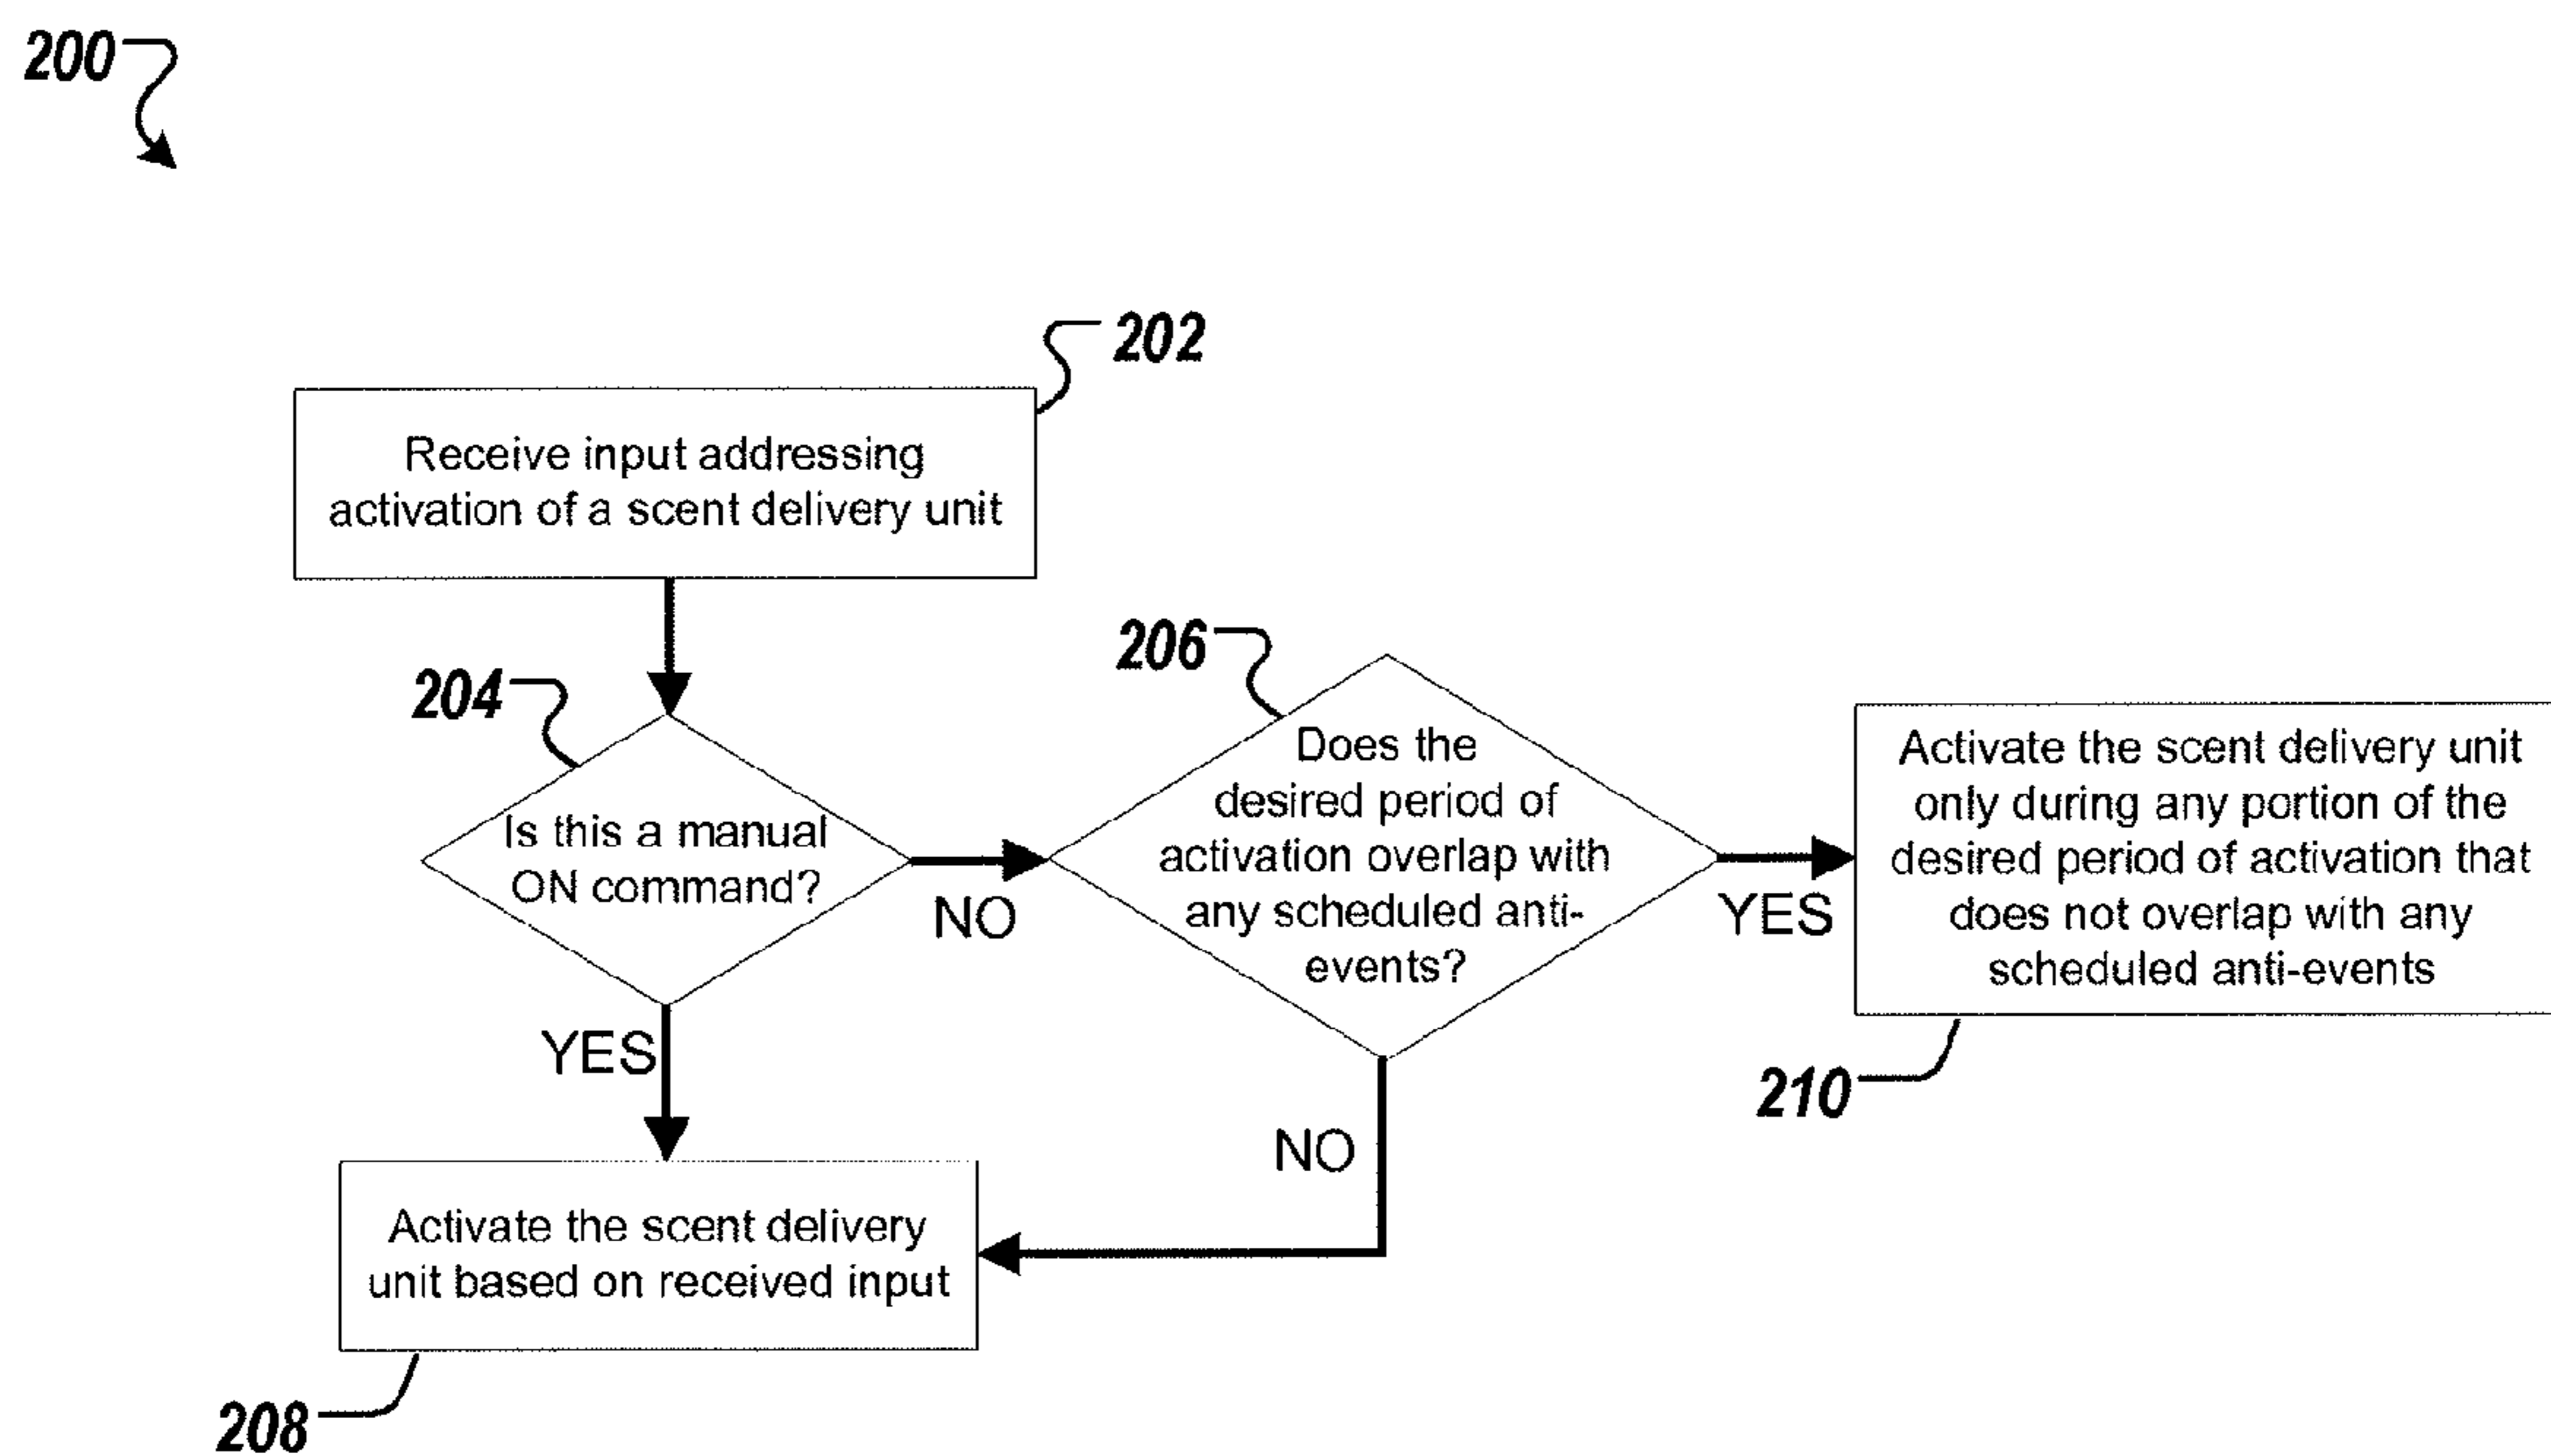 200
202
Receive input addressing
activation of a scent delivery unit
204
Is this a manual
ON command?
NO
YES
206
Does the
desired period of
activation overlap with
any scheduled anti-
events?
YES
NO
Activate the scent delivery unit
only during any portion of the
desired period of activation that
does not overlap with any
scheduled anti-events
210
Activate the scent delivery
unit based on received input
208